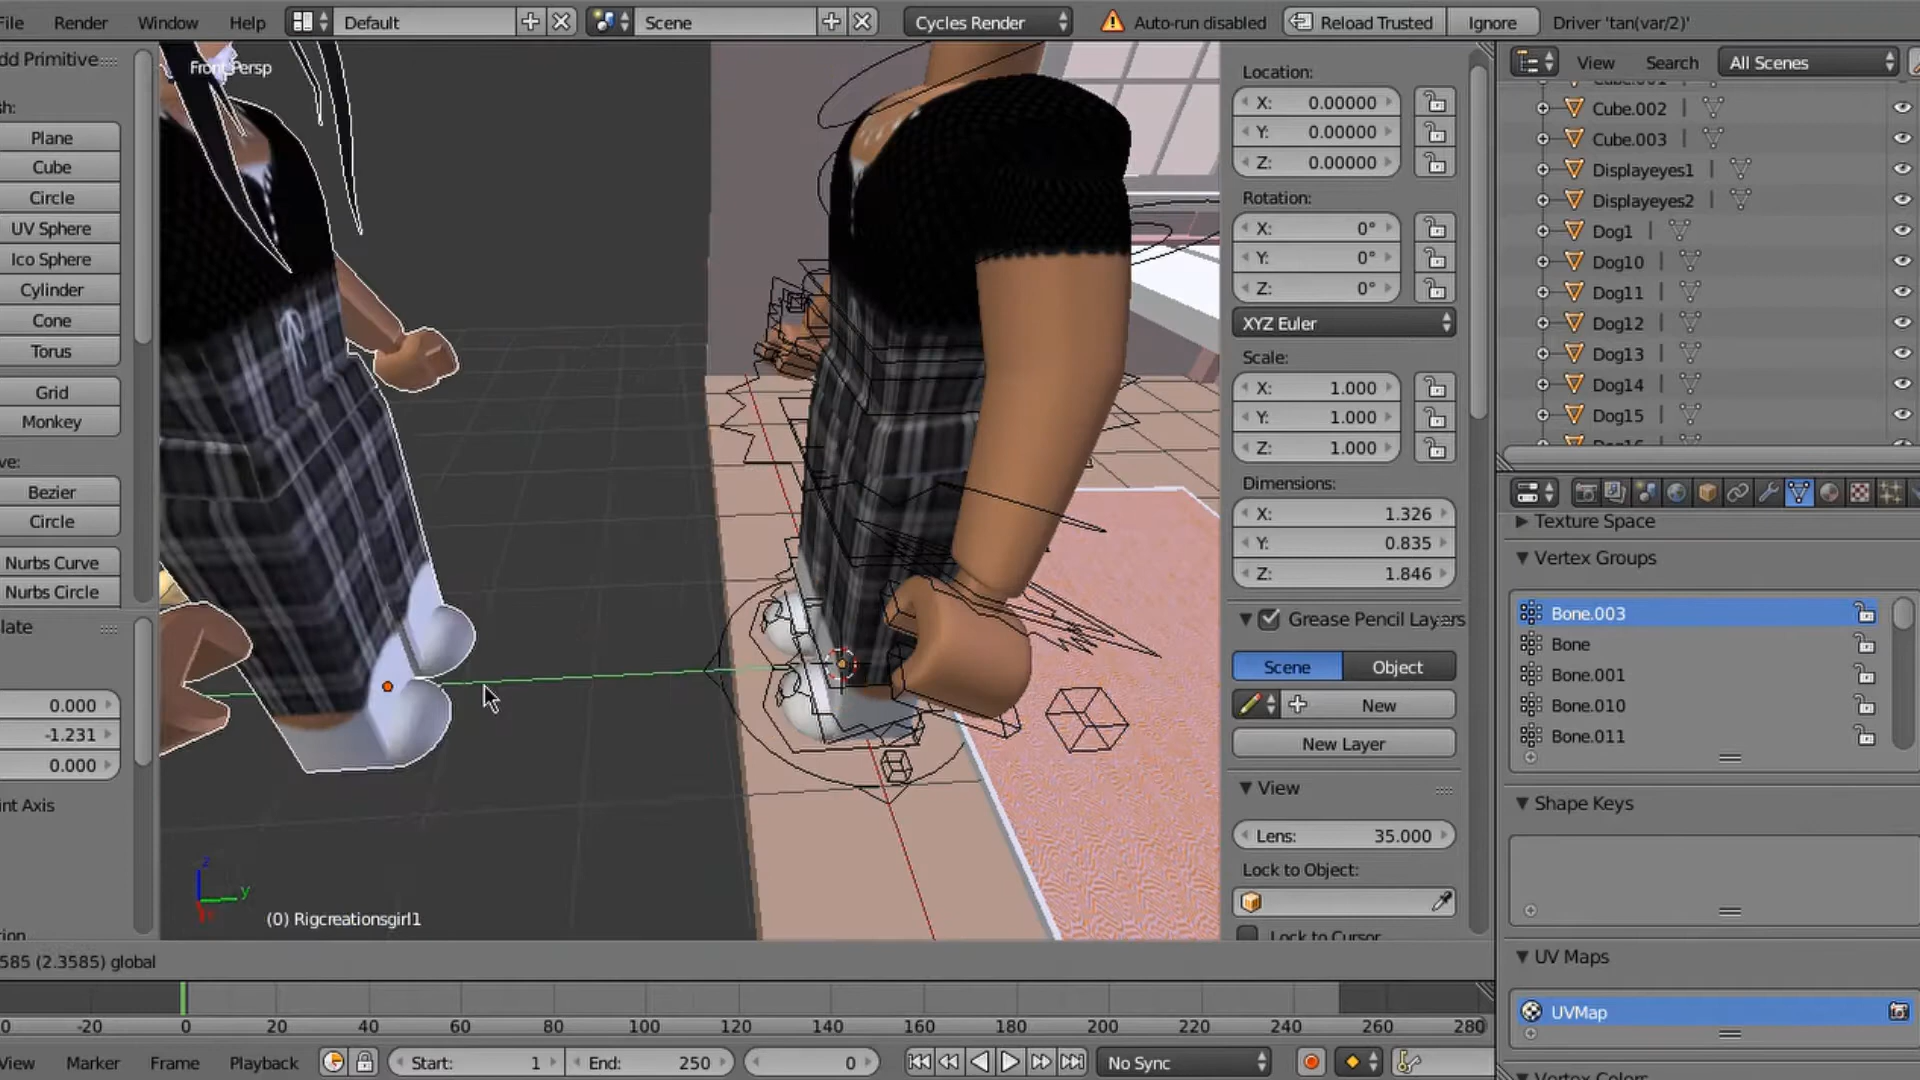 File Render Window Help Default Scene Cycles Render Auto-run disabled Reload Trusted Ignore Driver 'tan(var/2)'
dd Primitive
sh:
Plane
Cube
Circle
UV Sphere
Ico Sphere
Cylinder
Cone
Torus
Grid
Monkey
ve:
Bezier
Circle
Nurbs Curve
Nurbs Circle
late
0.000
-1.231
0.000
int Axis
Front Persp
(0) Rigcreationsgirl1
585 (2.3585) global
Location:
X: 0.00000
Y: 0.00000
Z: 0.00000
Rotation:
X: 0°
Y: 0°
Z: 0°
XYZ Euler
Scale:
X: 1.000
Y: 1.000
Z: 1.000
Dimensions:
X: 1.326
Y: 0.835
Z: 1.846
Grease Pencil Layers
Scene Object
New
New Layer
View
Lens: 35.000
Lock to Object:
Lock to Cursor
View Search All Scenes
Cube.001
Cube.002
Cube.003
Displayeyes1
Displayeyes2
Dog1
Dog10
Dog11
Dog12
Dog13
Dog14
Dog15
Texture Space
Vertex Groups
Bone.003
Bone
Bone.001
Bone.010
Bone.011
Shape Keys
UV Maps
UVMap
Vertex Colors
-20 0 20 40 60 80 100 120 140 160 180 200 220 240 260 280
View Marker Frame Playback Start: 1 End: 250 0 No Sync